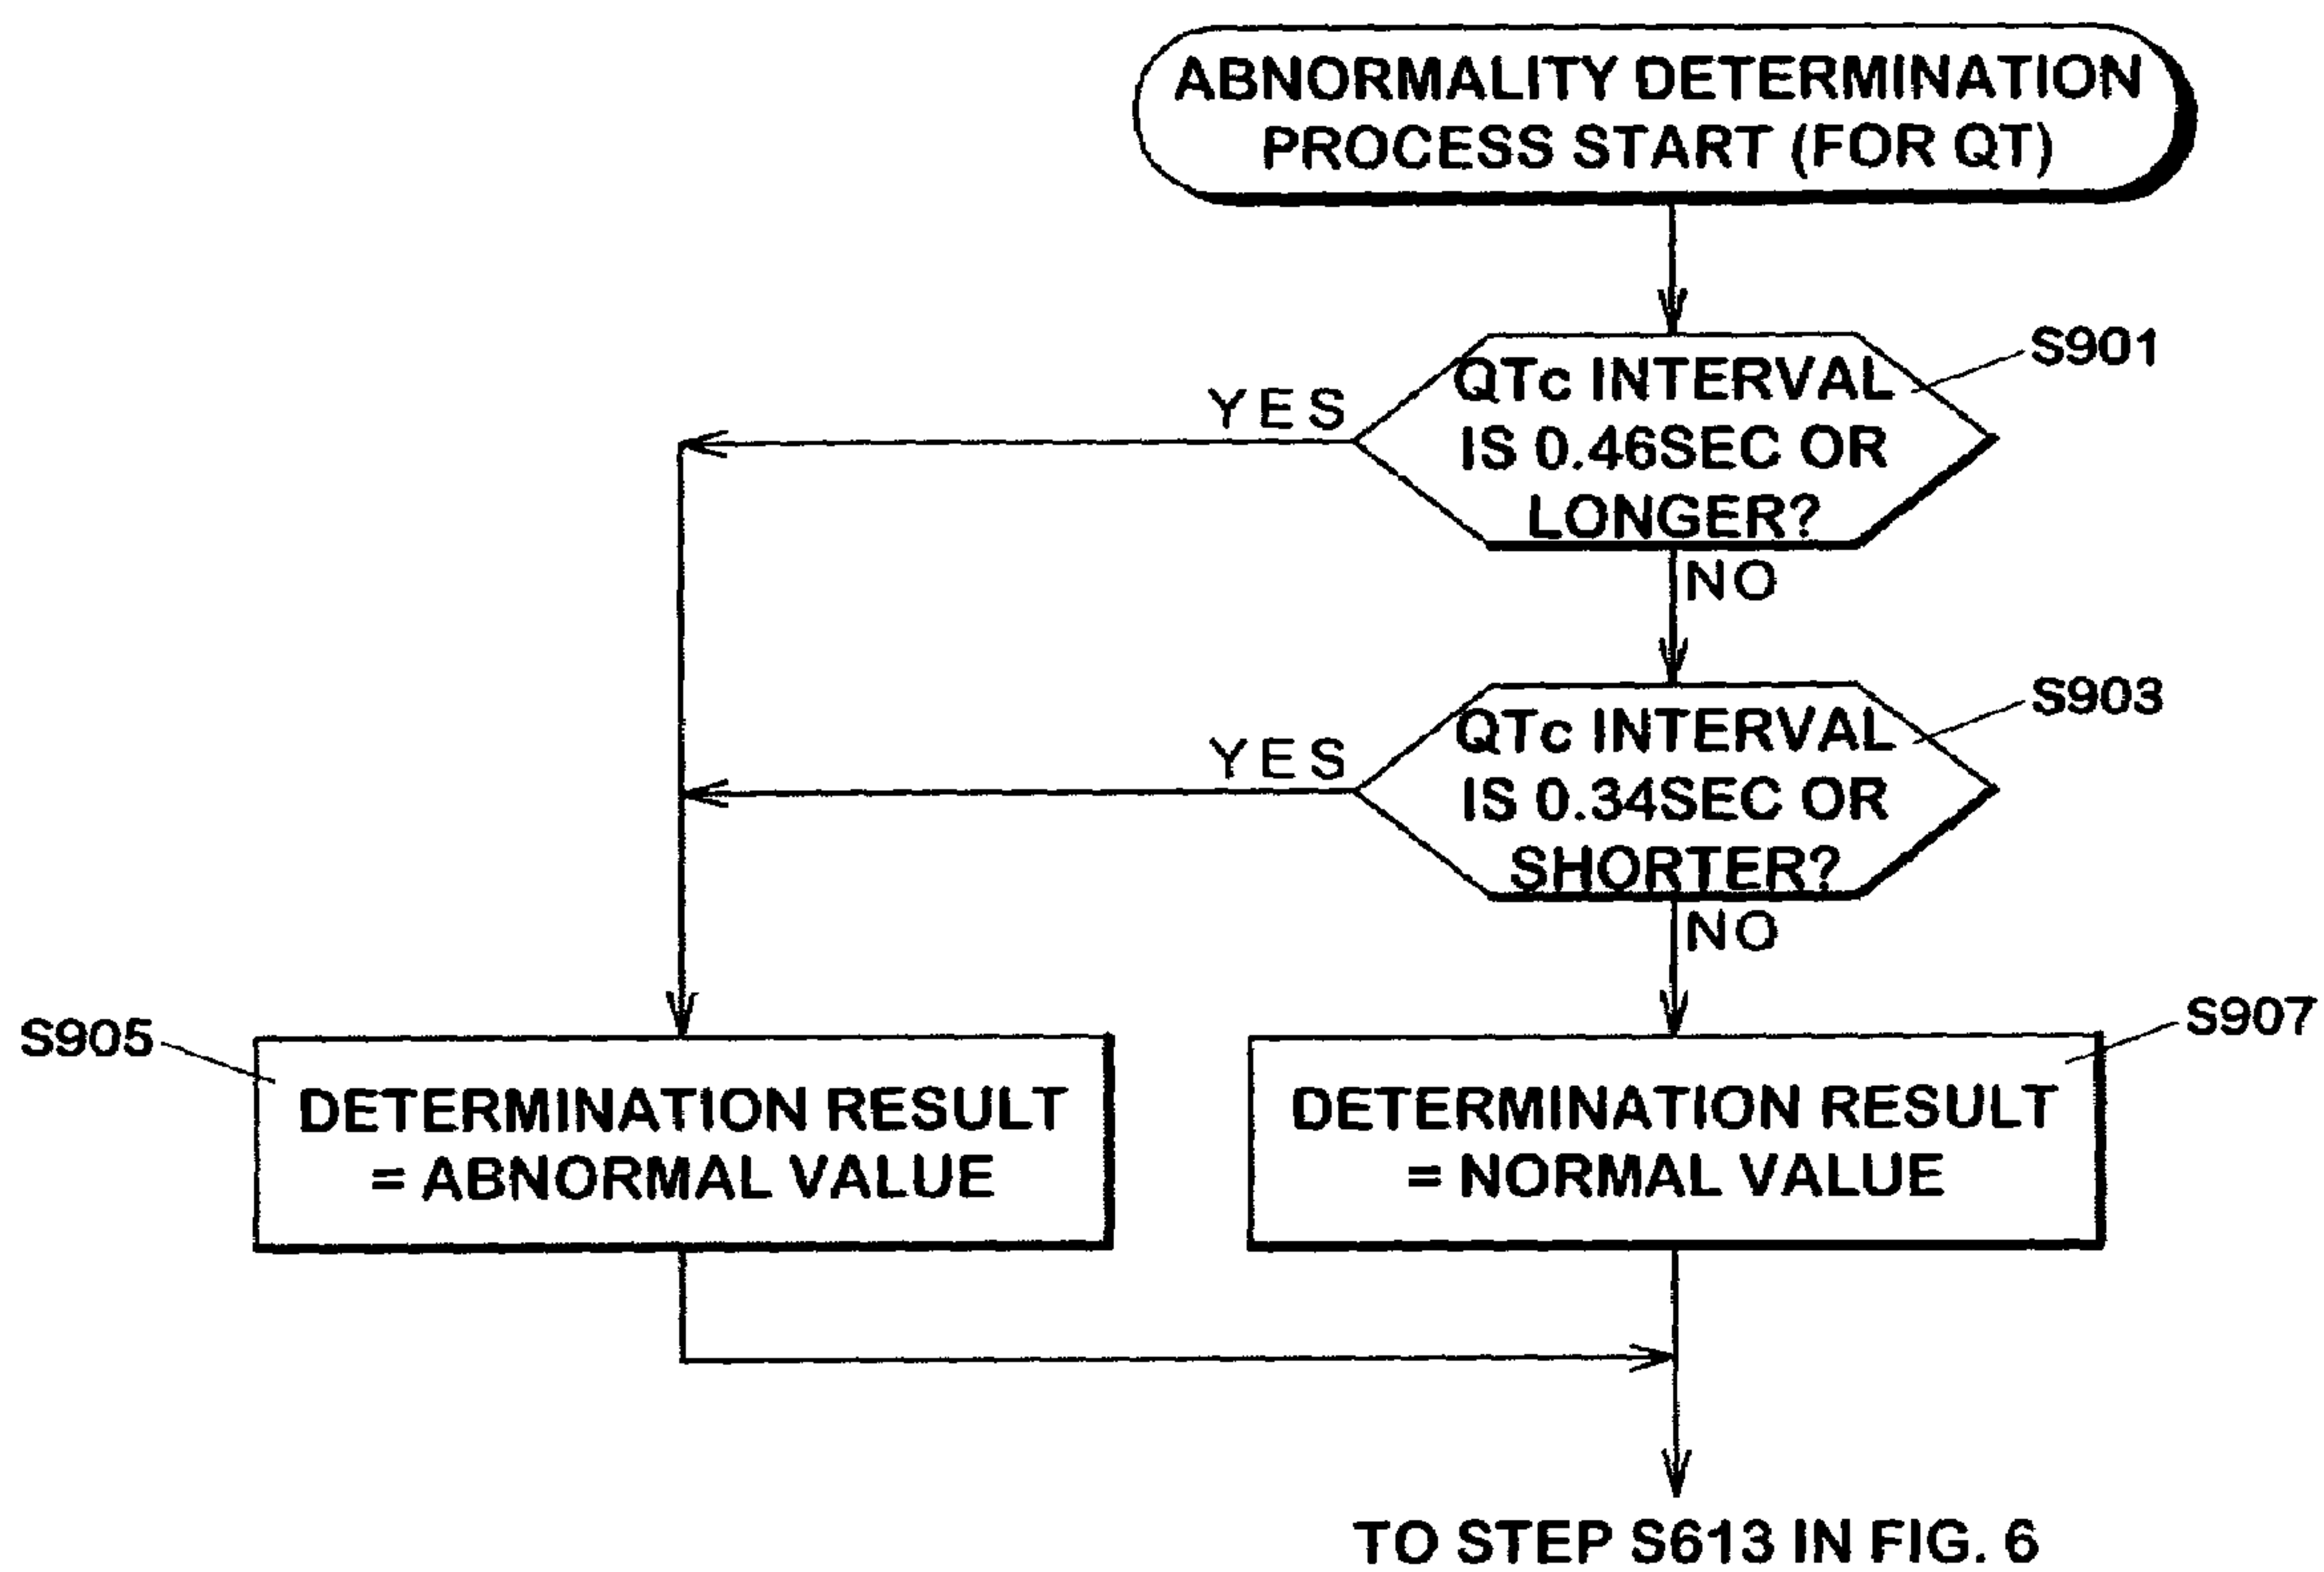 ABNORMALITY DETERMINATION
PROCESS START (FOR QT)
S901
QTc INTERVAL
IS 0.46SEC OR
LONGER?
YES
NO
S903
QTc INTERVAL
IS 0.34SEC OR
SHORTER?
YES
NO
S905
DETERMINATION RESULT
= ABNORMAL VALUE
S907
DETERMINATION RESULT
= NORMAL VALUE
TO STEP S613 IN FIG. 6